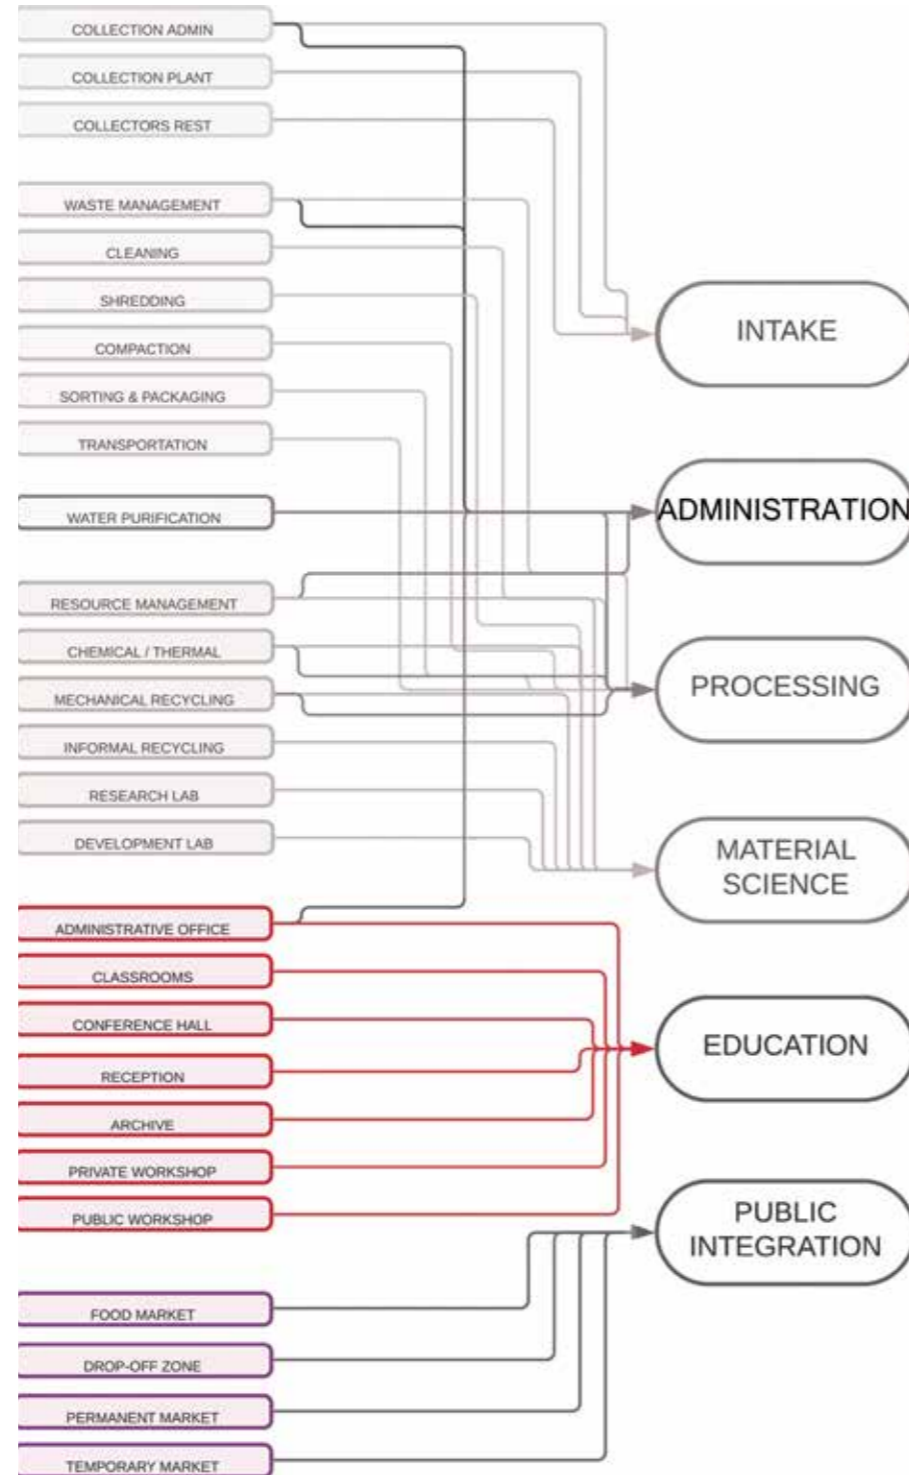 COLLECTION ADMIN
COLLECTION PLANT
COLLECTORS REST
WASTE MANAGEMENT
CLEANING
SHREDDING
COMPACTION
SORTING & PACKAGING
TRANSPORTATION
WATER PURIFICATION
RESOURCE MANAGEMENT
CHEMICAL / THERMAL
MECHANICAL RECYCLING
INFORMAL RECYCLING
RESEARCH LAB
DEVELOPMENT LAB
ADMINISTRATIVE OFFICE
CLASSROOMS
CONFERENCE HALL
RECEPTION
ARCHIVE
PRIVATE WORKSHOP
PUBLIC WORKSHOP
FOOD MARKET
DROP-OFF ZONE
PERMANENT MARKET
TEMPORARY MARKET
INTAKE
ADMINISTRATION
PROCESSING
MATERIAL
SCIENCE
EDUCATION
PUBLIC
INTEGRATION